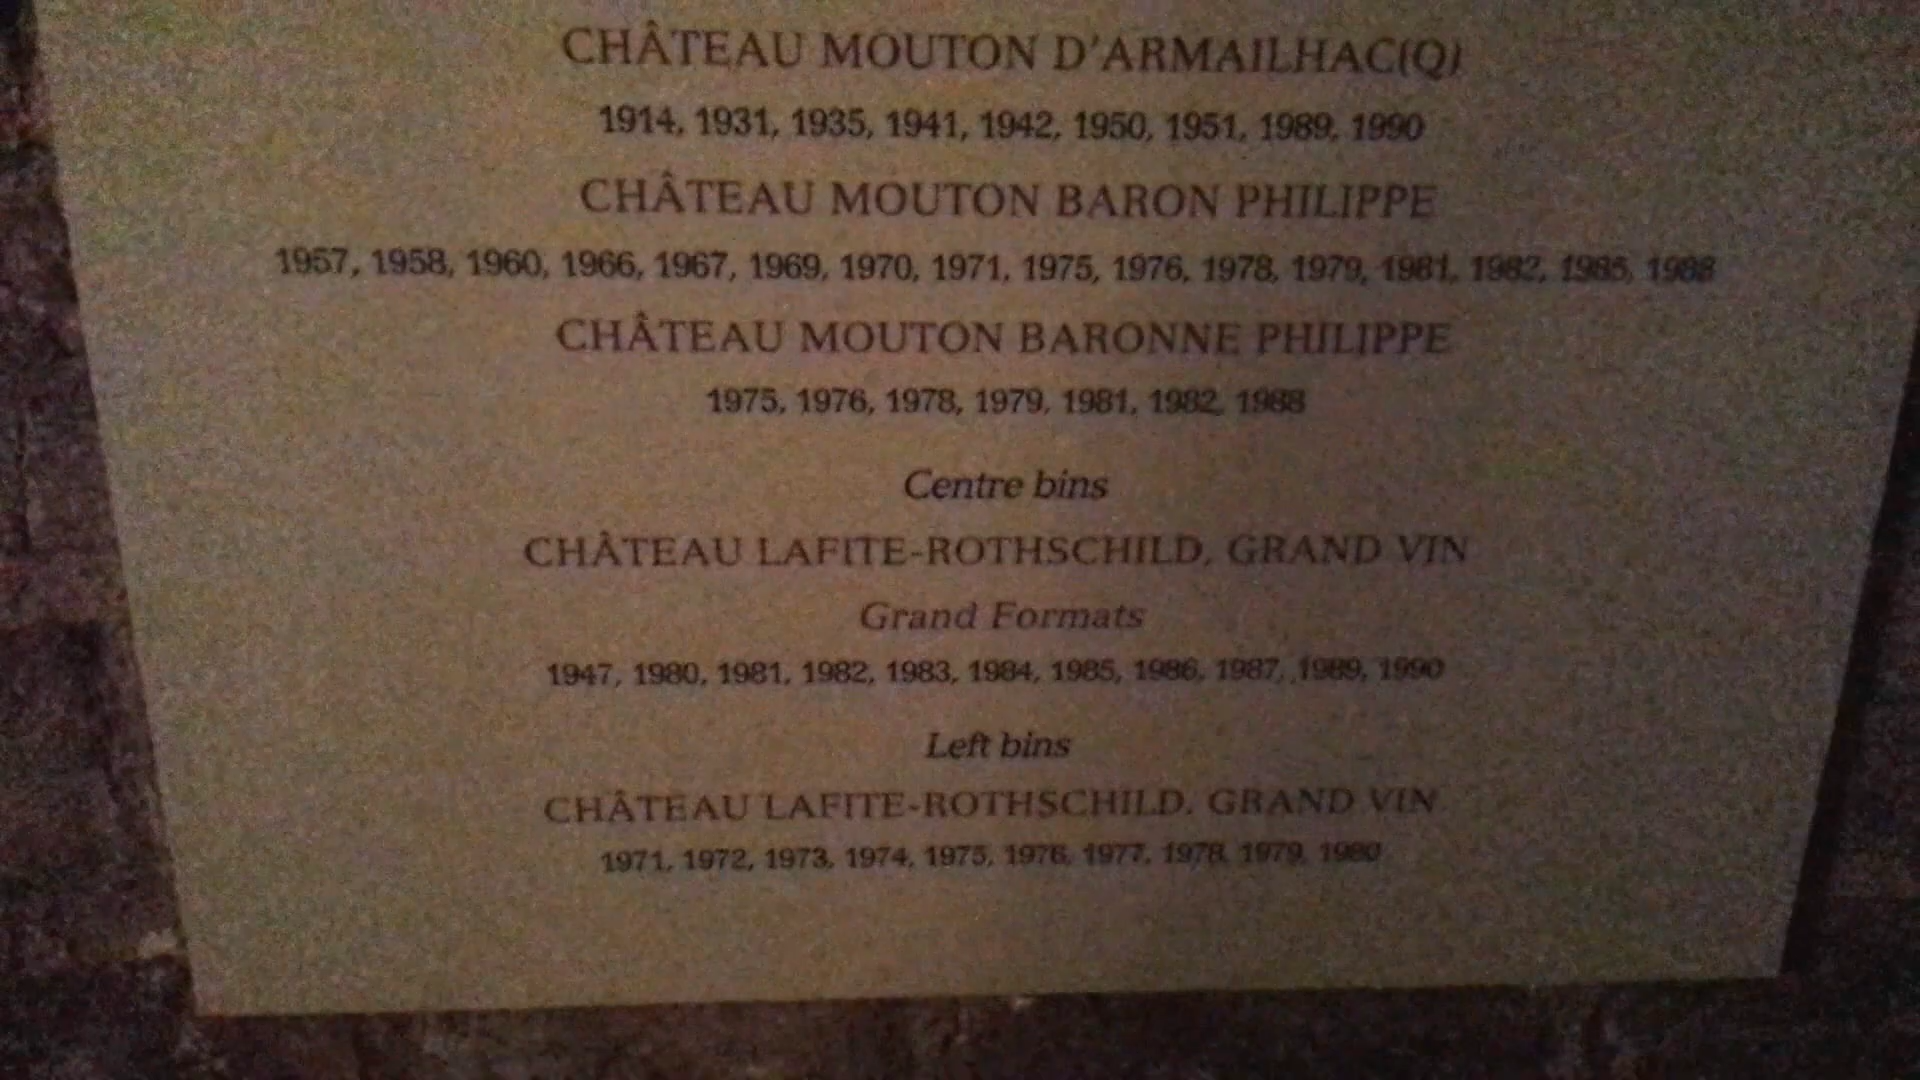 CHÂTEAU MOUTON D'ARMAILHAC(Q)
1914, 1931, 1935, 1941, 1942, 1950, 1951, 1989, 1990
CHÂTEAU MOUTON BARON PHILIPPE
1957, 1958, 1960, 1966, 1967, 1969, 1970, 1971, 1975, 1976, 1978, 1979, 1981, 1982, 1985, 1988
CHÂTEAU MOUTON BARONNE PHILIPPE
1975, 1976, 1978, 1979, 1981, 1982, 1988
Centre bins
CHÂTEAU LAFITE-ROTHSCHILD, GRAND VIN
Grand Formats
1947, 1980, 1981, 1982, 1983, 1984, 1985, 1986, 1987, 1989, 1990
Left bins
CHÂTEAU LAFITE-ROTHSCHILD, GRAND VIN
1971, 1972, 1973, 1974, 1975, 1976, 1977, 1978, 1979, 1980